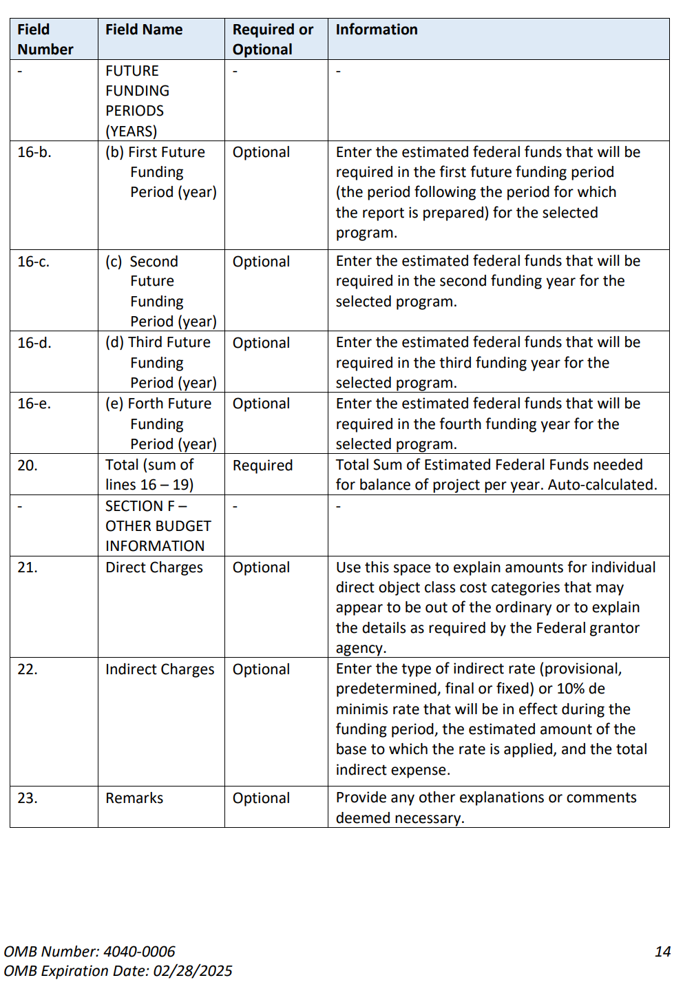 Field Number | Field Name | Required or Optional | Information
- | FUTURE FUNDING PERIODS (YEARS) | - | -
16-b. | (b) First Future Funding Period (year) | Optional | Enter the estimated federal funds that will be required in the first future funding period (the period following the period for which the report is prepared) for the selected program.
16-c. | (c) Second Future Funding Period (year) | Optional | Enter the estimated federal funds that will be required in the second funding year for the selected program.
16-d. | (d) Third Future Funding Period (year) | Optional | Enter the estimated federal funds that will be required in the third funding year for the selected program.
16-e. | (e) Forth Future Funding Period (year) | Optional | Enter the estimated federal funds that will be required in the fourth funding year for the selected program.
20. | Total (sum of lines 16 – 19) | Required | Total Sum of Estimated Federal Funds needed for balance of project per year. Auto-calculated.
- | SECTION F – OTHER BUDGET INFORMATION | - | -
21. | Direct Charges | Optional | Use this space to explain amounts for individual direct object class cost categories that may appear to be out of the ordinary or to explain the details as required by the Federal grantor agency.
22. | Indirect Charges | Optional | Enter the type of indirect rate (provisional, predetermined, final or fixed) or 10% de minimis rate that will be in effect during the funding period, the estimated amount of the base to which the rate is applied, and the total indirect expense.
23. | Remarks | Optional | Provide any other explanations or comments deemed necessary.
OMB Number: 4040-0006 14
OMB Expiration Date: 02/28/2025